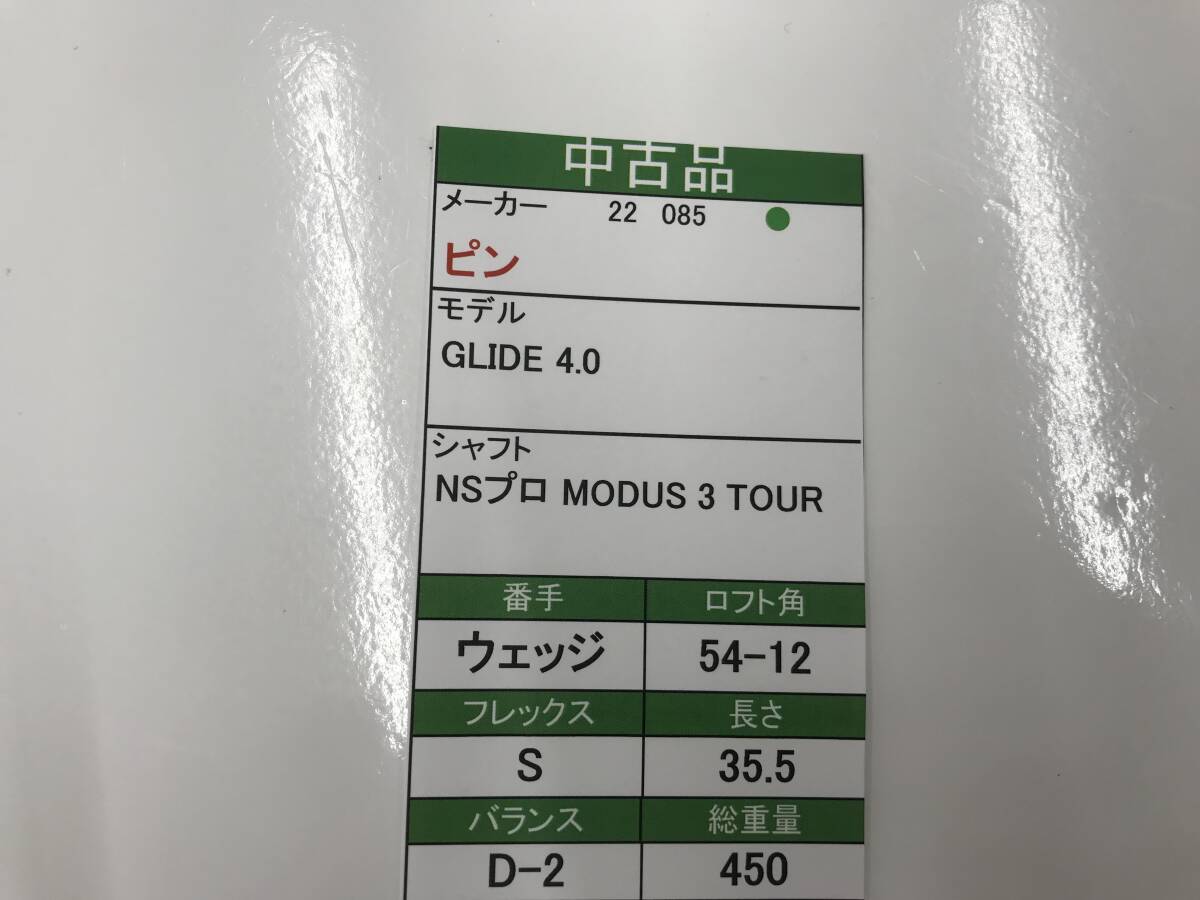 中古品
メーカー 22 085
ピン
モデル
GLIDE 4.0
シャフト
NSプロ MODUS 3 TOUR
番手 ロフト角
ウェッジ 54-12
フレックス 長さ
S 35.5
バランス 総重量
D-2 450